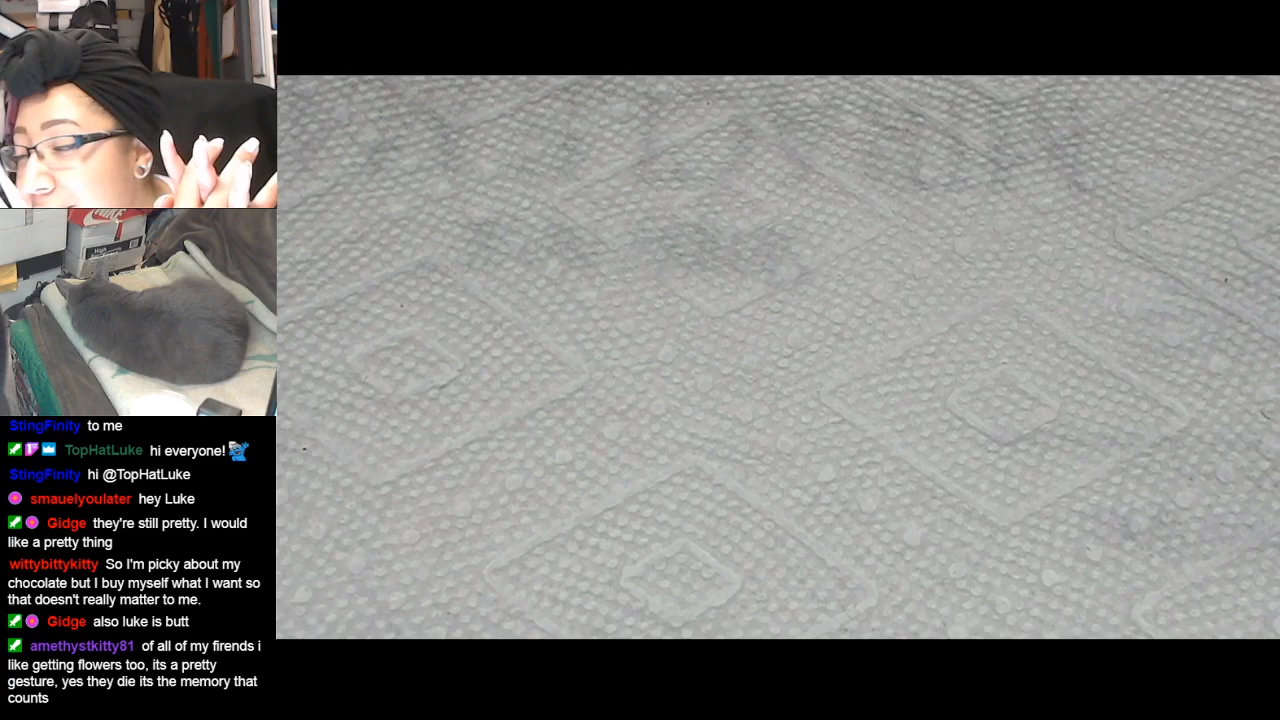 High
StingFinity to me
TopHatLuke hi everyone!
StingFinity hi @TopHatLuke
smauelyoulater hey Luke
Gidge they're still pretty. I would
like a pretty thing
wittybittykitty So I'm picky about my
chocolate but I buy myself what I want so
that doesn't really matter to me.
Gidge also luke is butt
amethystkitty81 of all of my firends i
like getting flowers too, its a pretty
gesture, yes they die its the memory that
counts